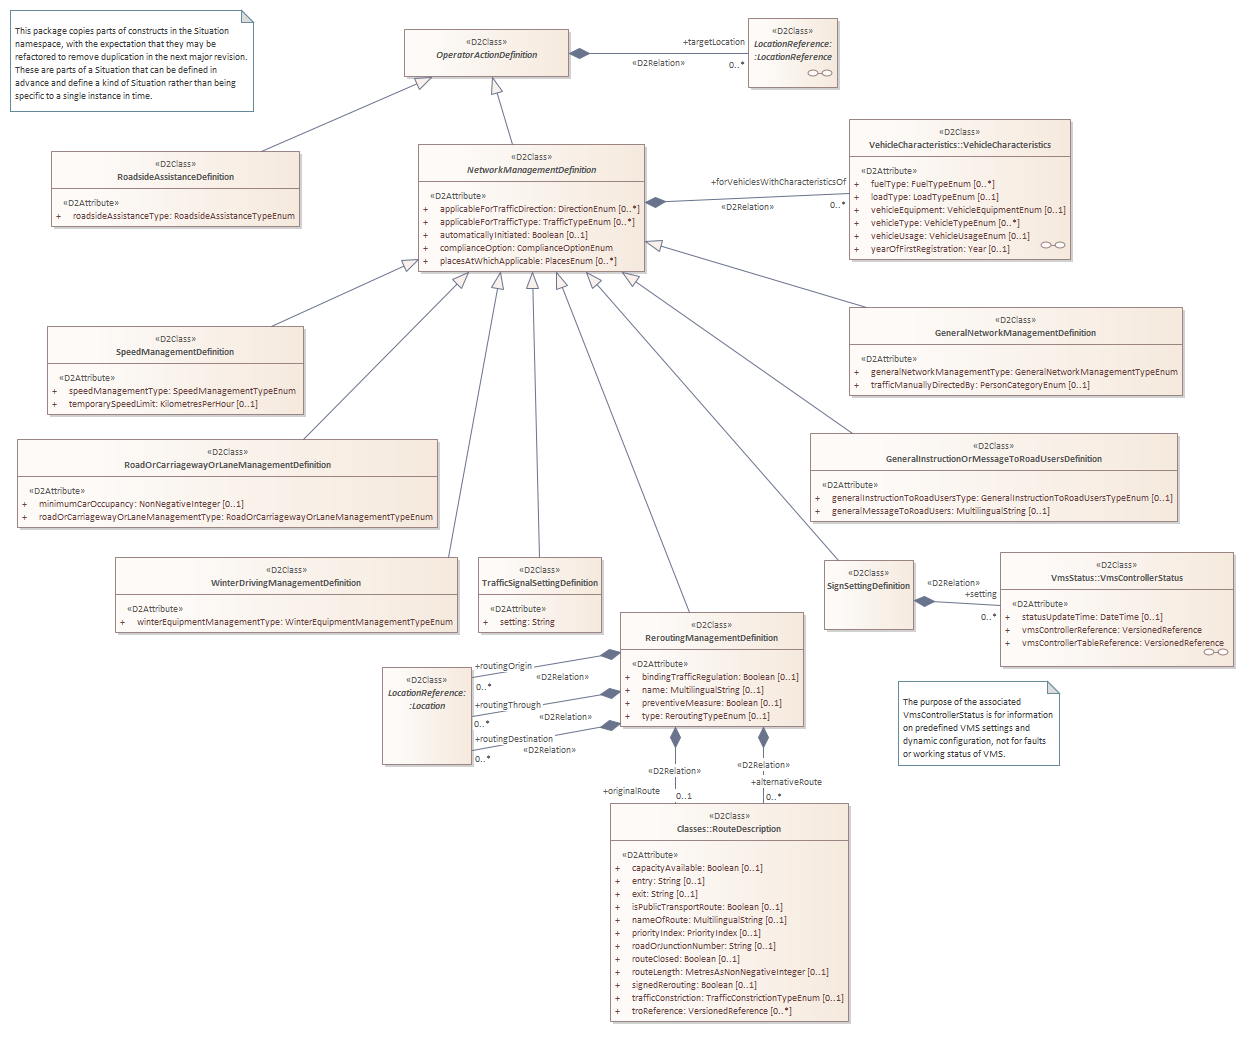 This package copies parts of constructs in the Situation
namespace, with the expectation that they may be
refactored to remove duplication in the next major revision.
These are parts of a Situation that can be defined in
advance and define a kind of Situation rather than being
specific to a single instance in time.
«D2Class»
OperatorActionDefinition
+targetLocation
«D2Relation»
0..*
«D2Class»
LocationReference:
:LocationReference
«D2Class»
RoadsideAssistanceDefinition
«D2Attribute»
+ roadsideAssistanceType: RoadsideAssistanceTypeEnum
«D2Class»
NetworkManagementDefinition
«D2Attribute»
+ applicableForTrafficDirection: DirectionEnum [0..*]
+ applicableForTrafficType: TrafficTypeEnum [0..*]
+ automaticallyInitiated: Boolean [0..1]
+ complianceOption: ComplianceOptionEnum
+ placesAtWhichApplicable: PlacesEnum [0..*]
+forVehiclesWithCharacteristicsOf
«D2Relation»
0..*
«D2Class»
VehicleCharacteristics::VehicleCharacteristics
«D2Attribute»
+ fuelType: FuelTypeEnum [0..*]
+ loadType: LoadTypeEnum [0..1]
+ vehicleEquipment: VehicleEquipmentEnum [0..1]
+ vehicleType: VehicleTypeEnum [0..*]
+ vehicleUsage: VehicleUsageEnum [0..1]
+ yearOfFirstRegistration: Year [0..1]
«D2Class»
SpeedManagementDefinition
«D2Attribute»
+ speedManagementType: SpeedManagementTypeEnum
+ temporarySpeedLimit: KilometresPerHour [0..1]
«D2Class»
GeneralNetworkManagementDefinition
«D2Attribute»
+ generalNetworkManagementType: GeneralNetworkManagementTypeEnum
+ trafficManuallyDirectedBy: PersonCategoryEnum [0..1]
«D2Class»
RoadOrCarriagewayOrLaneManagementDefinition
«D2Attribute»
+ minimumCarOccupancy: NonNegativeInteger [0..1]
+ roadOrCarriagewayOrLaneManagementType: RoadOrCarriagewayOrLaneManagementTypeEnum
«D2Class»
GeneralInstructionOrMessageToRoadUsersDefinition
«D2Attribute»
+ generalInstructionToRoadUsersType: GeneralInstructionToRoadUsersTypeEnum [0..1]
+ generalMessageToRoadUsers: MultilingualString [0..1]
«D2Class»
WinterDrivingManagementDefinition
«D2Attribute»
+ winterEquipmentManagementType: WinterEquipmentManagementTypeEnum
«D2Class»
TrafficSignalSettingDefinition
«D2Attribute»
+ setting: String
«D2Class»
SignSettingDefinition
«D2Relation»
+setting
0..*
«D2Class»
VmsStatus::VmsControllerStatus
«D2Attribute»
+ statusUpdateTime: DateTime [0..1]
+ vmsControllerReference: VersionedReference
+ vmsControllerTableReference: VersionedReference
«D2Class»
ReroutingManagementDefinition
«D2Attribute»
+ bindingTrafficRegulation: Boolean [0..1]
+ name: MultilingualString [0..1]
+ preventiveMeasure: Boolean [0..1]
+ type: ReroutingTypeEnum [0..1]
«D2Class»
LocationReference:
:Location
+routingOrigin
«D2Relation»
0..*
+routingThrough
«D2Relation»
0..*
+routingDestination
«D2Relation»
0..*
The purpose of the associated
VmsControllerStatus is for information
on predefined VMS settings and
dynamic configuration, not for faults
or working status of VMS.
«D2Relation»
+originalRoute
0..1
«D2Relation»
+alternativeRoute
0..*
«D2Class»
Classes::RouteDescription
«D2Attribute»
+ capacityAvailable: Boolean [0..1]
+ entry: String [0..1]
+ exit: String [0..1]
+ isPublicTransportRoute: Boolean [0..1]
+ nameOfRoute: MultilingualString [0..1]
+ priorityIndex: PriorityIndex [0..1]
+ roadOrJunctionNumber: String [0..1]
+ routeClosed: Boolean [0..1]
+ routeLength: MetresAsNonNegativeInteger [0..1]
+ signedRerouting: Boolean [0..1]
+ trafficConstriction: TrafficConstrictionTypeEnum [0..1]
+ troReference: VersionedReference [0..*]